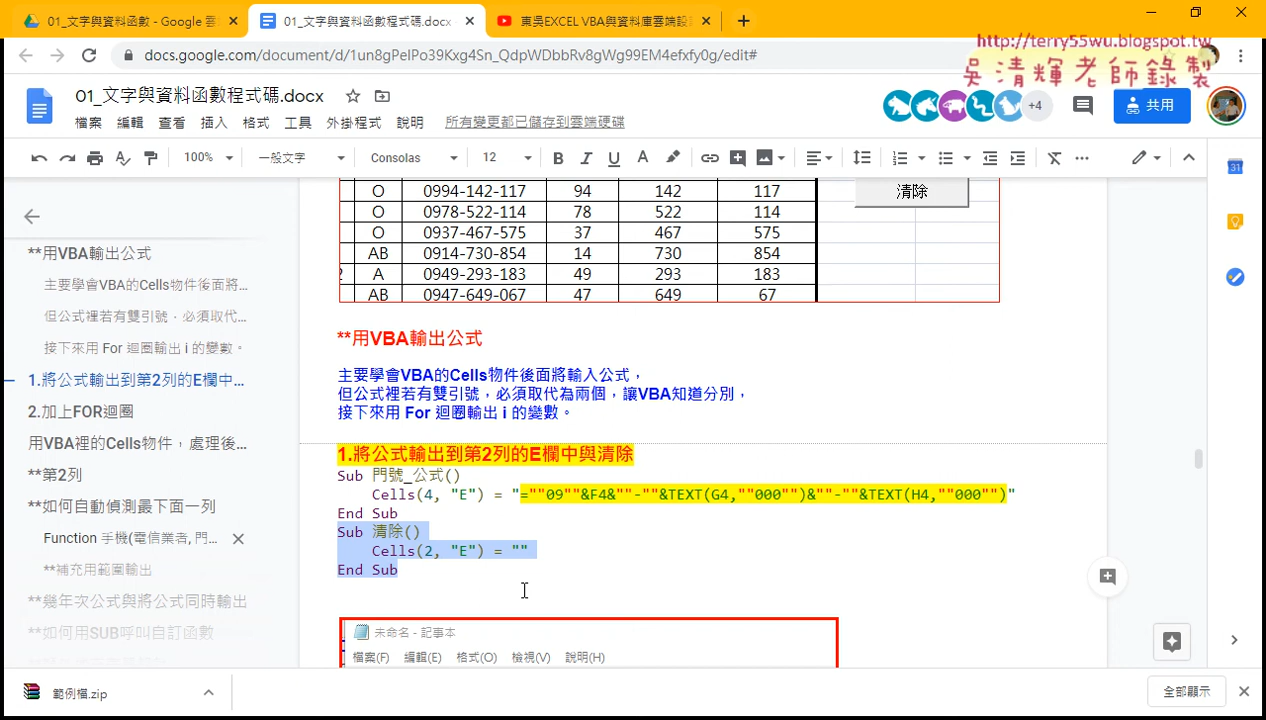 01_文字與資料函數 - Google 雲
01_文字與資料函數程式碼.docx
東吳EXCEL VBA與資料庫雲端設
docs.google.com/document/d/1un8gPelPo39Kxg4Sn_QdpWDbbRv8gWg99EM4efxfy0g/edit#
http://terry55wu.blogspot.tw
吳清輝老師錄製
01_文字與資料函數程式碼.docx
檔案 編輯 查看 插入 格式 工具 外掛程式 說明 所有變更都已儲存到雲端硬碟
+4
共用
100% 一般文字 Consolas 12
31
O 0994-142-117 94 142 117
清除
O 0978-522-114 78 522 114
O 0937-467-575 37 467 575
AB 0914-730-854 14 730 854
2 A 0949-293-183 49 293 183
AB 0947-649-067 47 649 67
**用VBA輸出公式
主要學會VBA的Cells物件後面將...
但公式裡若有雙引號，必須取代...
接下來用 For 迴圈輸出 i 的變數。
1.將公式輸出到第2列的E欄中...
2.加上FOR迴圈
用VBA裡的Cells物件，處理後...
**第2列
**如何自動偵測最下面一列
Function 手機(電信業者, 門...
**補充用範圍輸出
**幾年次公式與將公式同時輸出
**如何用SUB呼叫自訂函數
**用VBA輸出公式
主要學會VBA的Cells物件後面將輸入公式，
但公式裡若有雙引號，必須取代為兩個，讓VBA知道分別，
接下來用 For 迴圈輸出 i 的變數。
1.將公式輸出到第2列的E欄中與清除
Sub 門號_公式()
Cells(4, "E") = "=""09""&F4&""-""&TEXT(G4,""000"")&""-""&TEXT(H4,""000"")"
End Sub
Sub 清除()
Cells(2, "E") = ""
End Sub
未命名 - 記事本
檔案(F) 編輯(E) 格式(O) 檢視(V) 說明(H)
範例檔.zip
全部顯示